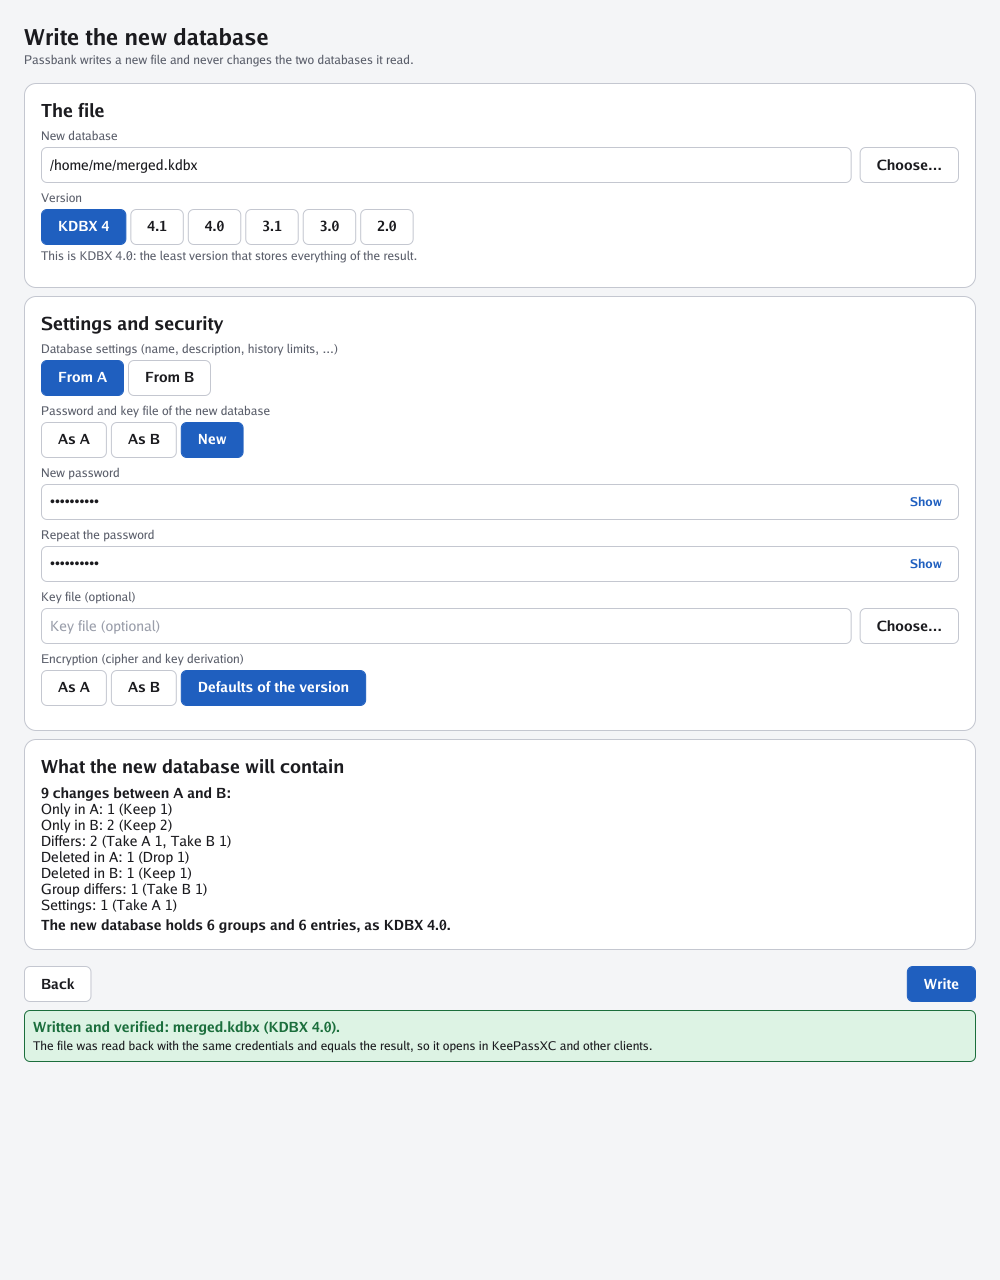 Write the new database
Passbank writes a new file and never changes the two databases it read.
The file
New database
/home/me/merged.kdbx
Choose...
Version
KDBX 4
4.1
4.0
3.1
3.0
2.0
This is KDBX 4.0: the least version that stores everything of the result.
Settings and security
Database settings (name, description, history limits, ...)
From A
From B
Password and key file of the new database
As A
As B
New
New password
••••••••••
Show
Repeat the password
••••••••••
Show
Key file (optional)
Key file (optional)
Choose...
Encryption (cipher and key derivation)
As A
As B
Defaults of the version
What the new database will contain
9 changes between A and B:
Only in A: 1 (Keep 1)
Only in B: 2 (Keep 2)
Differs: 2 (Take A 1, Take B 1)
Deleted in A: 1 (Drop 1)
Deleted in B: 1 (Keep 1)
Group differs: 1 (Take B 1)
Settings: 1 (Take A 1)
The new database holds 6 groups and 6 entries, as KDBX 4.0.
Back
Write
Written and verified: merged.kdbx (KDBX 4.0).
The file was read back with the same credentials and equals the result, so it opens in KeePassXC and other clients.